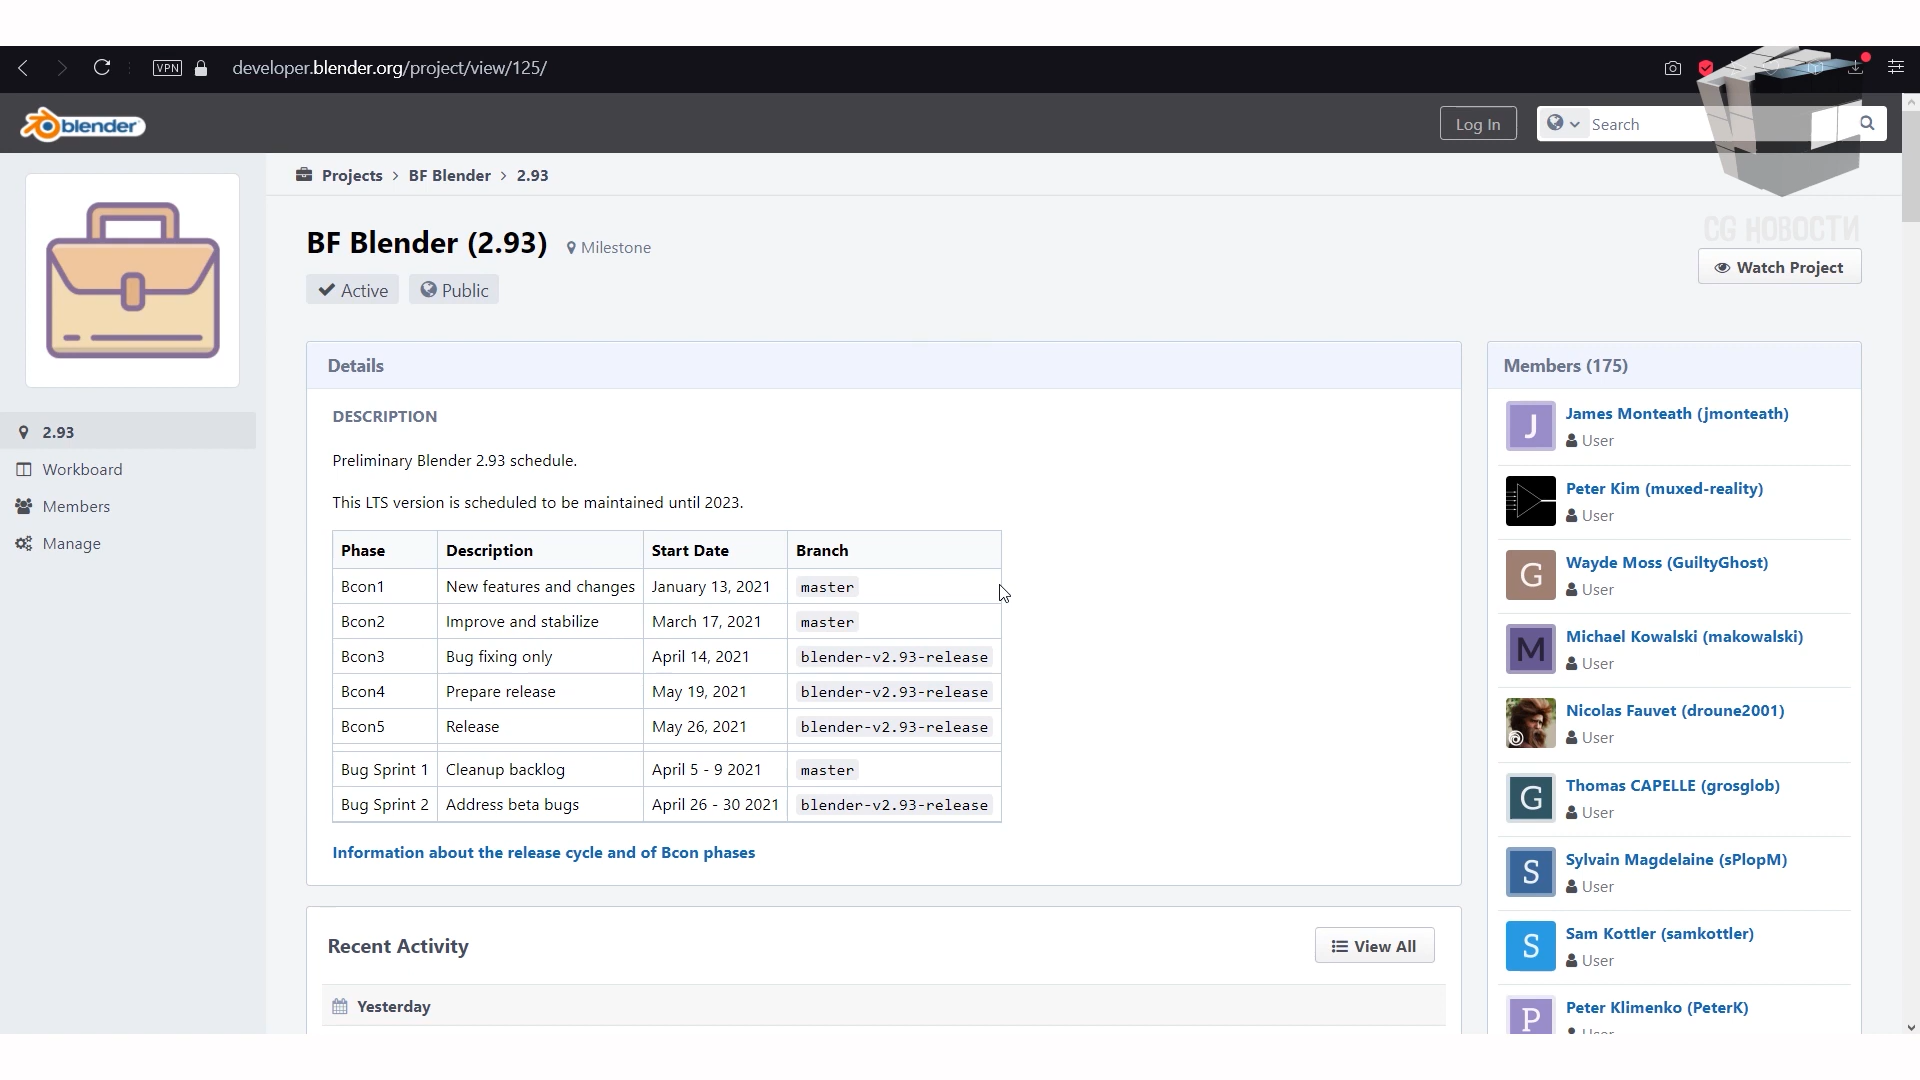 VPN developer.blender.org/project/view/125/
blender
Log In
Search
Projects > BF Blender > 2.93
CG НОВОСТИ
BF Blender (2.93) Milestone
Watch Project
Active Public
2.93
Workboard
Members
Manage
Details
DESCRIPTION
Preliminary Blender 2.93 schedule.
This LTS version is scheduled to be maintained until 2023.
Phase Description Start Date Branch
Bcon1 New features and changes January 13, 2021 master
Bcon2 Improve and stabilize March 17, 2021 master
Bcon3 Bug fixing only April 14, 2021 blender-v2.93-release
Bcon4 Prepare release May 19, 2021 blender-v2.93-release
Bcon5 Release May 26, 2021 blender-v2.93-release
Bug Sprint 1 Cleanup backlog April 5 - 9 2021 master
Bug Sprint 2 Address beta bugs April 26 - 30 2021 blender-v2.93-release
Information about the release cycle and of Bcon phases
Recent Activity
View All
Yesterday
Members (175)
J
James Monteath (jmonteath)
User
Peter Kim (muxed-reality)
User
G
Wayde Moss (GuiltyGhost)
User
M
Michael Kowalski (makowalski)
User
Nicolas Fauvet (droune2001)
User
G
Thomas CAPELLE (grosglob)
User
S
Sylvain Magdelaine (sPlopM)
User
S
Sam Kottler (samkottler)
User
P
Peter Klimenko (PeterK)
User